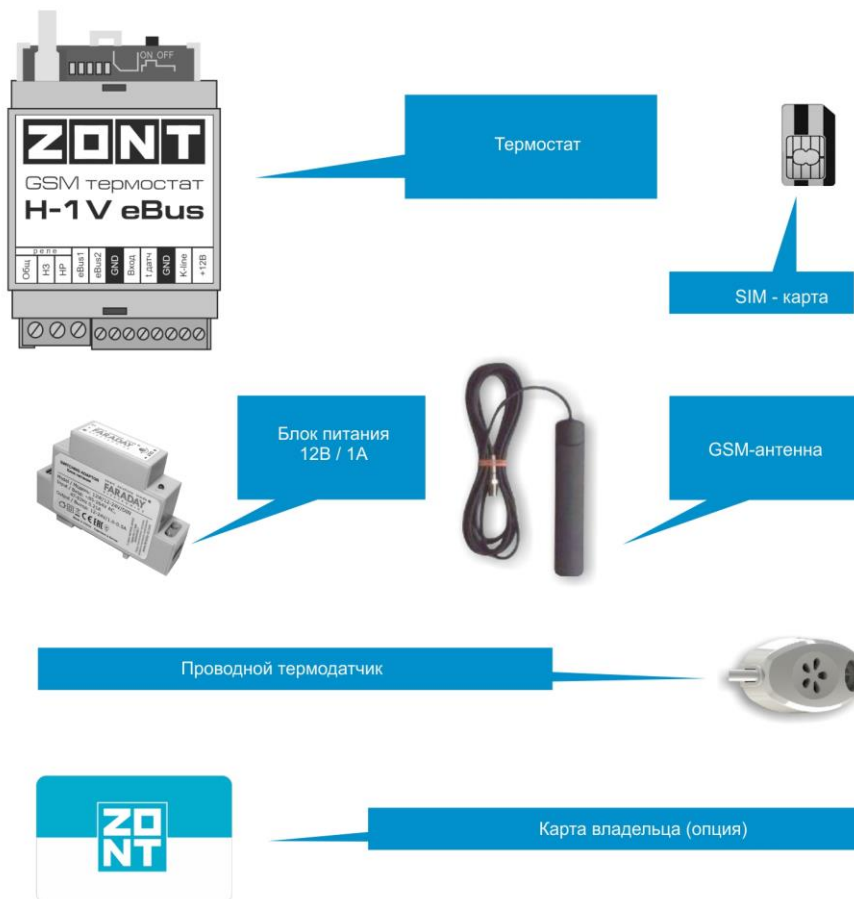 ON OFF
ZONT
GSM термостат
H-1V eBus
реле
Общ
НЗ
НР
eBus1
eBus2
GND
Вход
t.датч
GND
K-line
+12В
Термостат
SIM - карта
FARADAY
FARADAY
Блок питания
12В / 1А
GSM-антенна
Проводной термодатчик
ZO
NT
Карта владельца (опция)